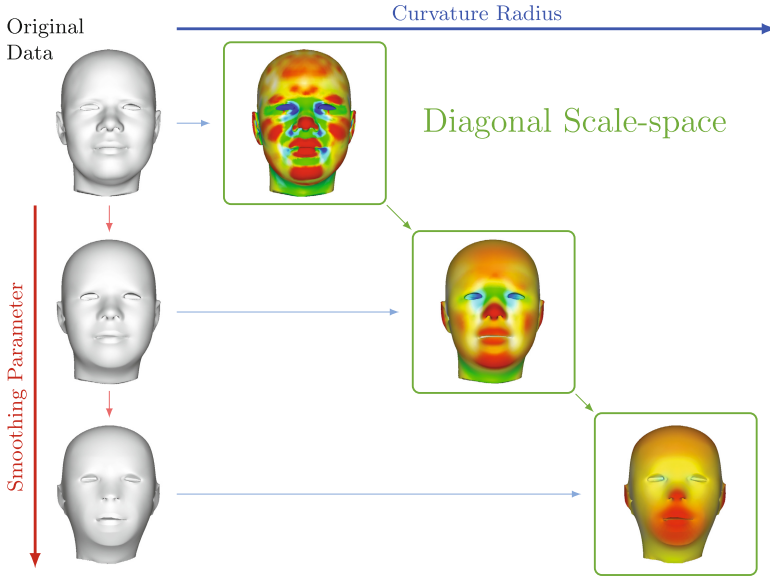 Original
Data
Curvature Radius
Diagonal Scale-space
Smoothing Parameter